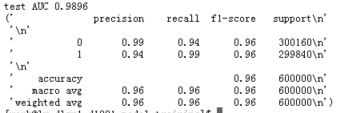 test AUC 0.9896
('              precision    recall  f1-score   support\n'
 '\n'
 '           0       0.99      0.94      0.96    300160\n'
 '           1       0.94      0.99      0.96    299840\n'
 '\n'
 '    accuracy                           0.96    600000\n'
 '   macro avg       0.96      0.96      0.96    600000\n'
 'weighted avg       0.96      0.96      0.96    600000\n')